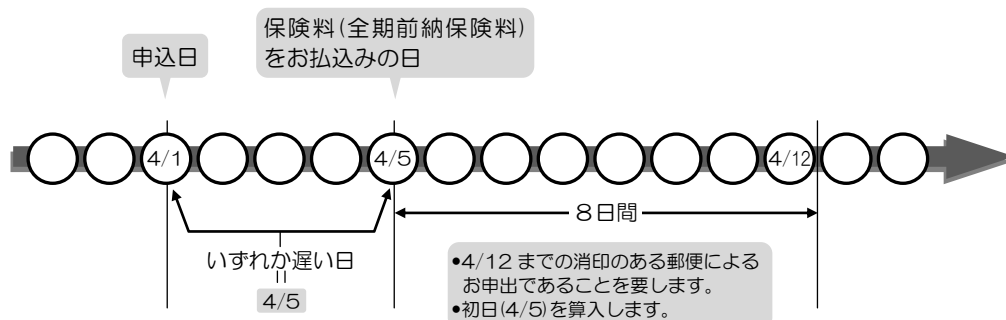 保険料(全期前納保険料)
をお払込みの日
申込日
4/1
4/5
4/12
8日間
いずれか遅い日
=
4/5
•4/12 までの消印のある郵便による
お申出であることを要します。
•初日(4/5)を算入します。